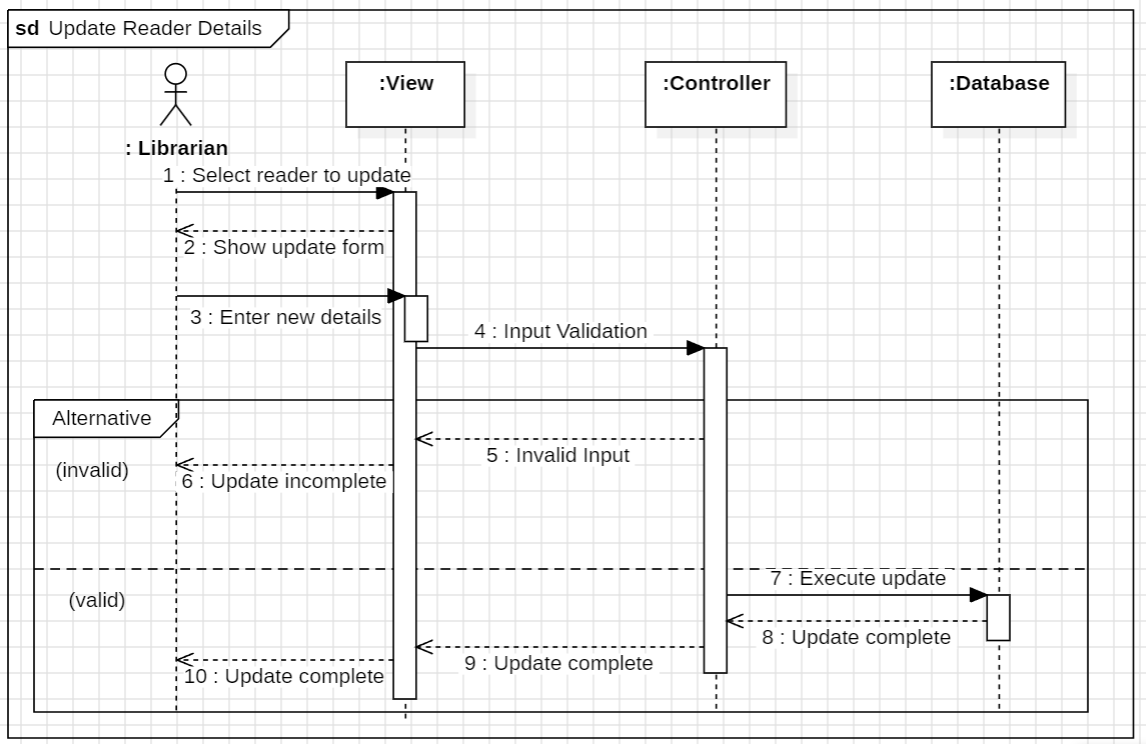 sd Update Reader Details
:View
:Controller
:Database
: Librarian
1 : Select reader to update
2 : Show update form
3 : Enter new details
4 : Input Validation
Alternative
(invalid)
5 : Invalid Input
6 : Update incomplete
7 : Execute update
(valid)
8 : Update complete
9 : Update complete
10 : Update complete